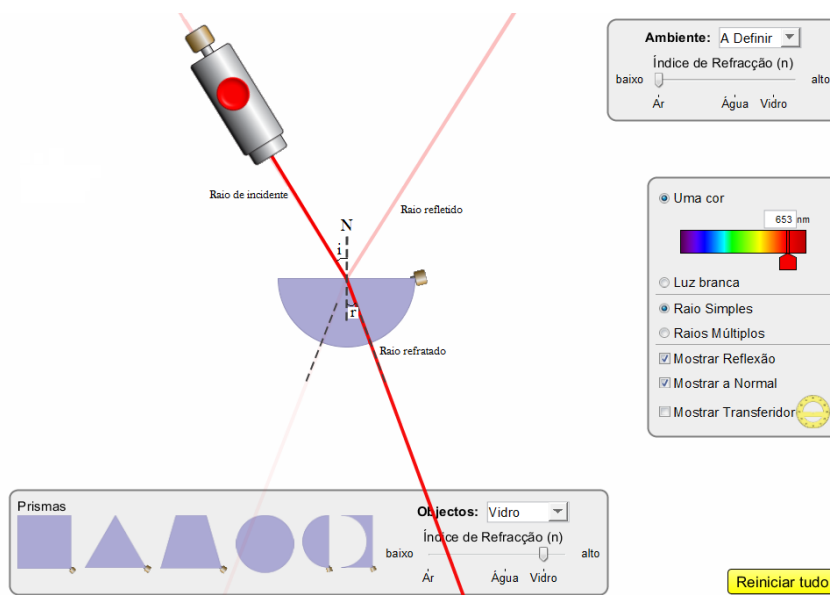 Ambiente: A Definir
Índice de Refracção (n)
baixo
alto
Ar
Água
Vidro
Raio de incidente
Raio refletido
N
i
r
Raio refratado
Uma cor
653 nm
Luz branca
Raio Simples
Raios Múltiplos
Mostrar Reflexão
Mostrar a Normal
Mostrar Transferidor
Prismas
Objectos: Vidro
Índice de Refracção (n)
baixo
alto
Ar
Água
Vidro
Reiniciar tudo